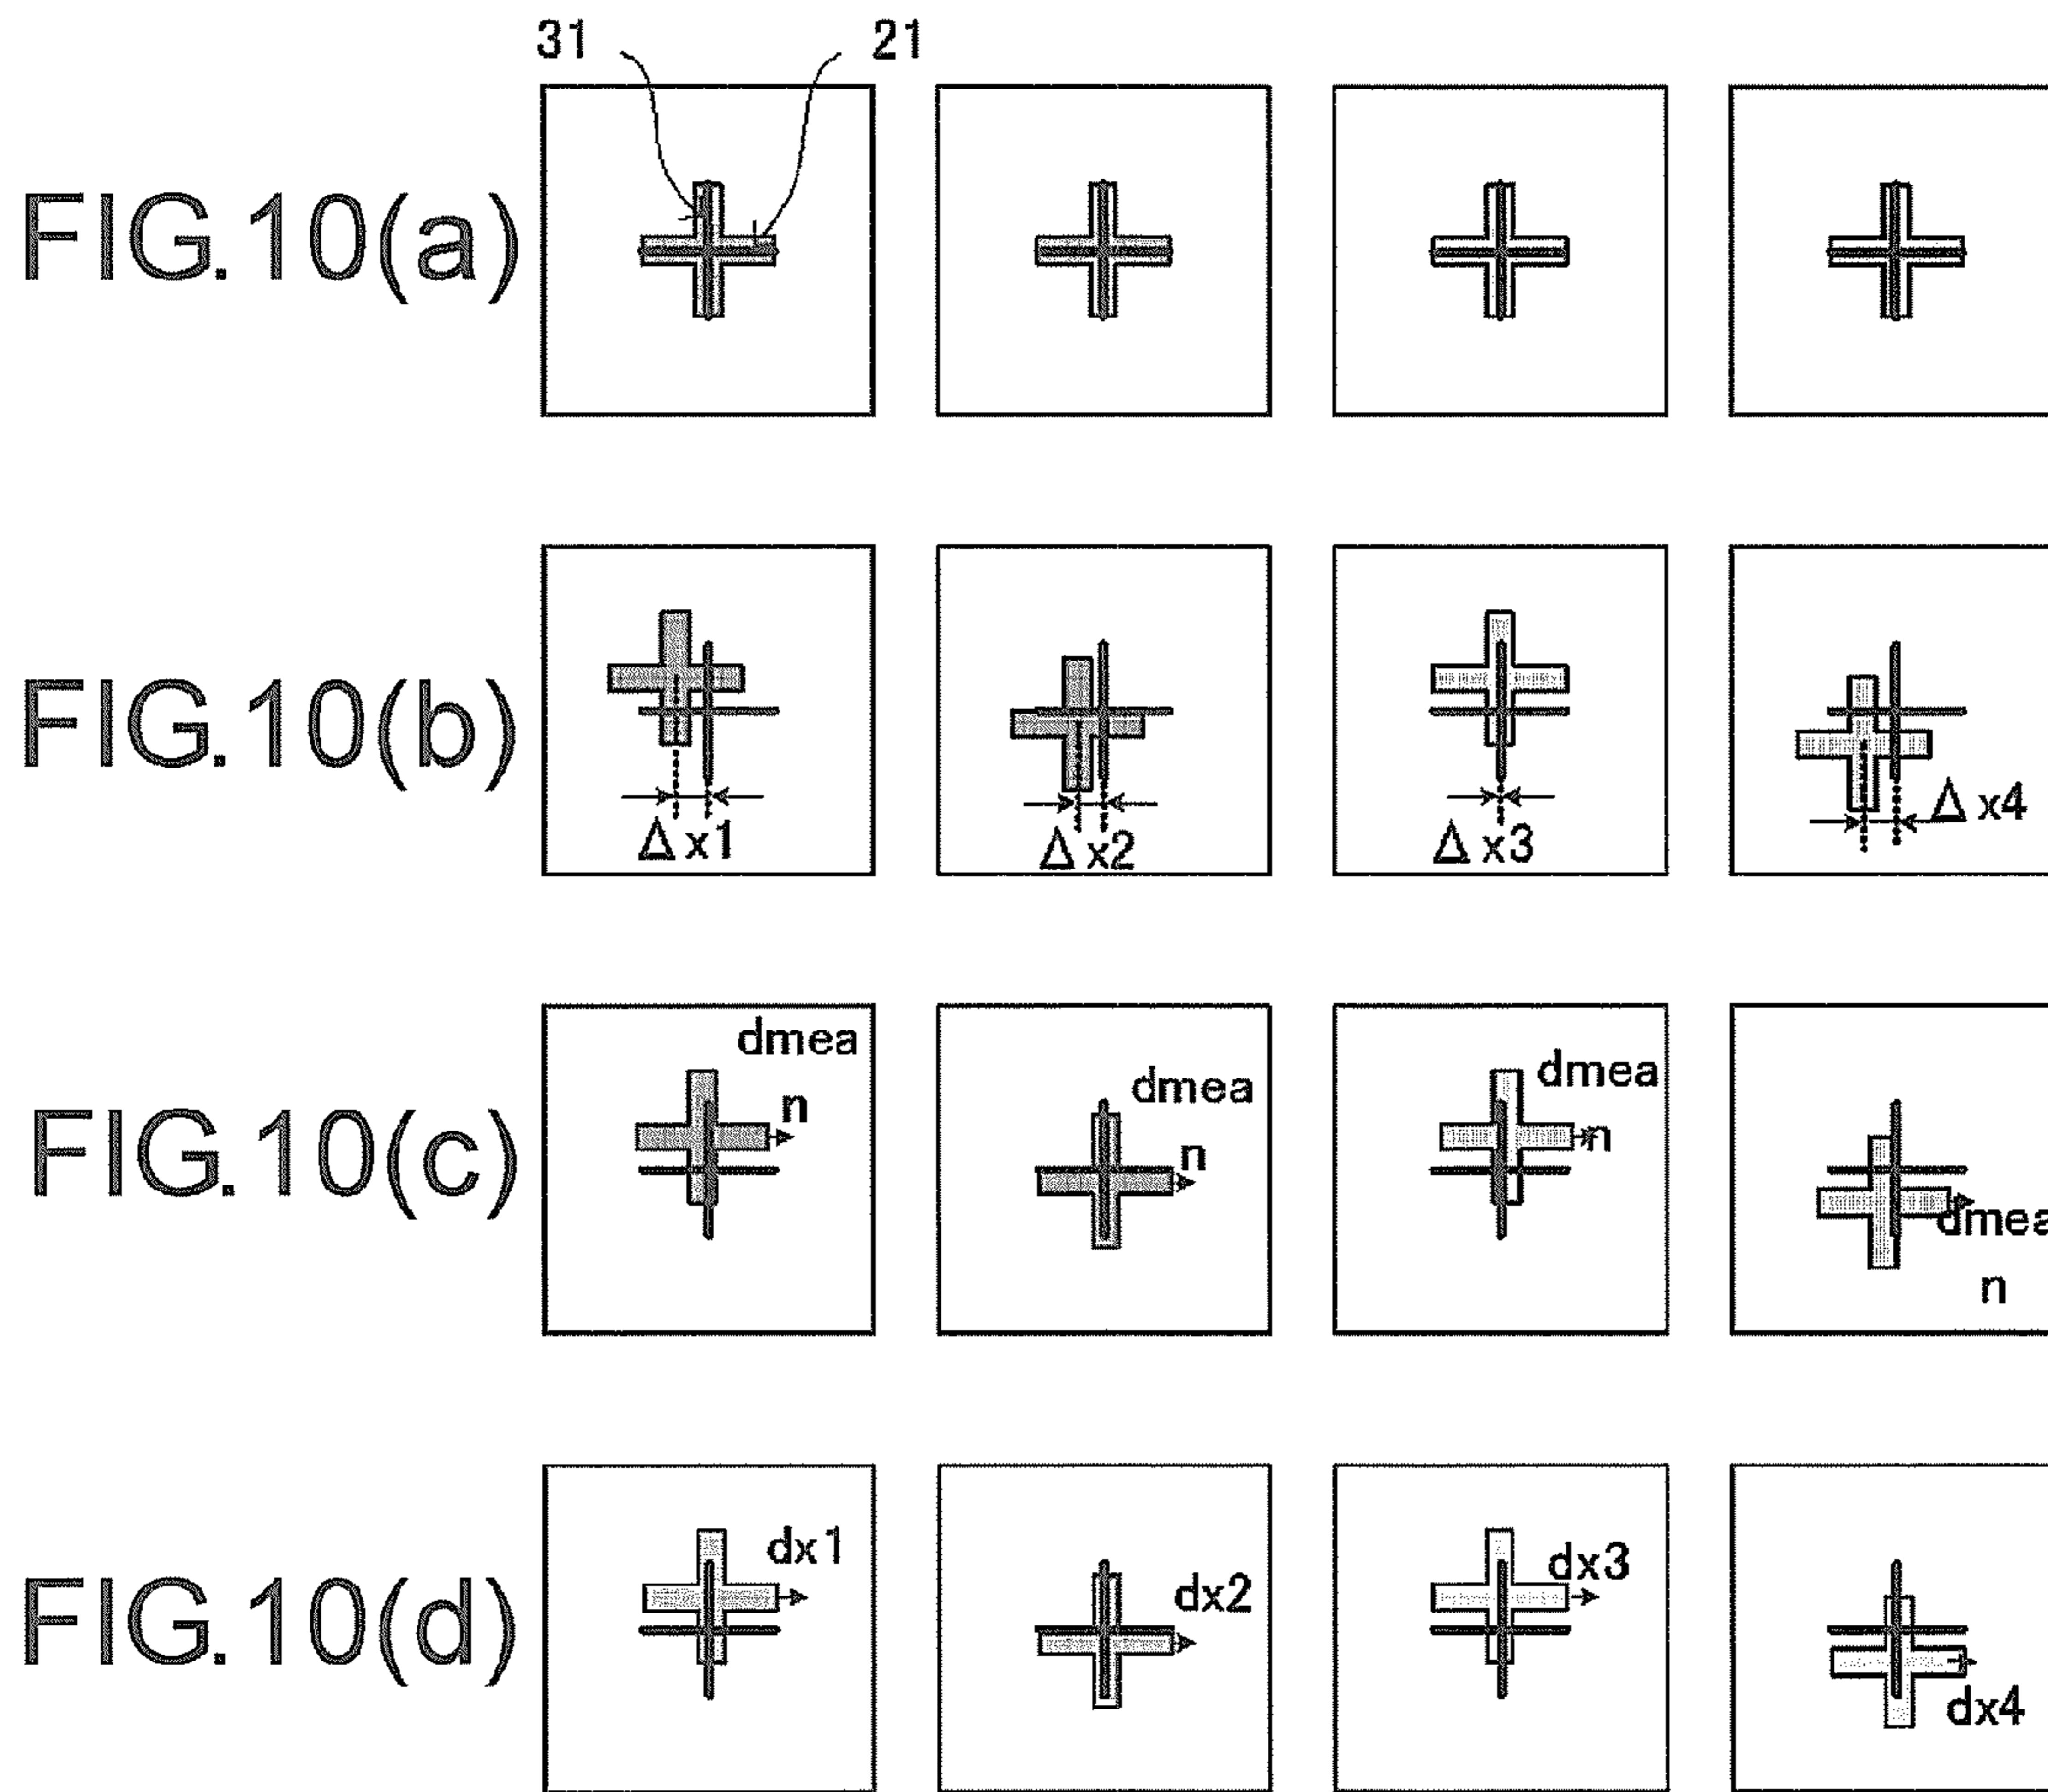 31 21
FIG.10(a)
FIG.10(b)
Δx1 Δx2 Δx3 Δx4
FIG.10(c)
dmea dmea dmea dmea
n n n n
FIG.10(d)
dx1 dx2 dx3 dx4